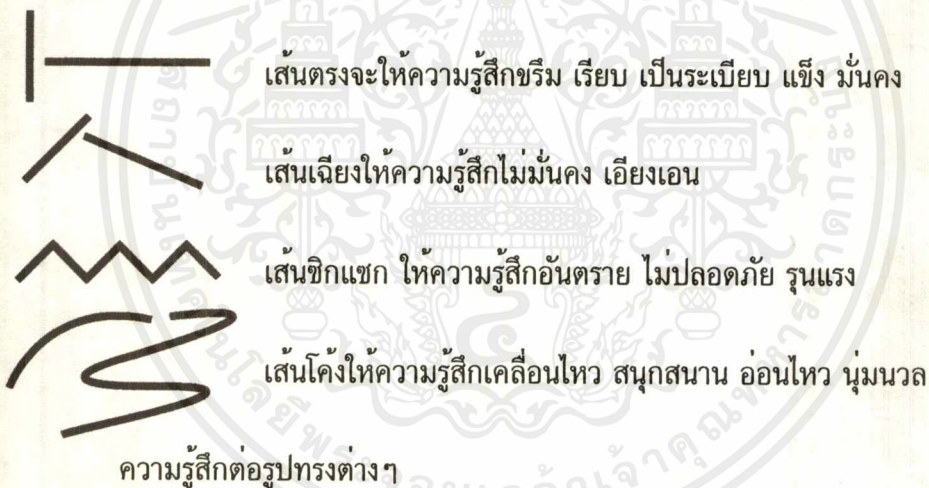 เส้นตรงจะให้ความรู้สึกขรึม เรียบ เป็นระเบียบ แข็ง มั่นคง
เส้นเฉียงให้ความรู้สึกไม่มั่นคง เอียงเอน
เส้นซิกแซก ให้ความรู้สึกอันตราย ไม่ปลอดภัย รุนแรง
เส้นโค้งให้ความรู้สึกเคลื่อนไหว สนุกสนาน อ่อนไหว นุ่มนวล
ความรู้สึกต่อรูปทรงต่างๆ